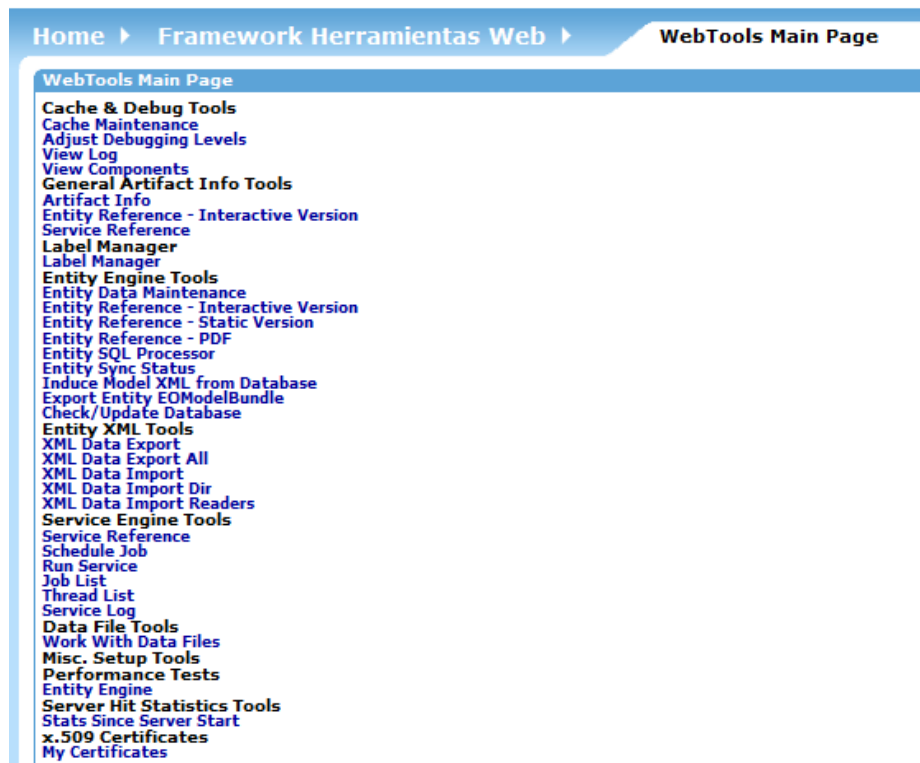 Home Framework Herramientas Web WebTools Main Page
WebTools Main Page
Cache & Debug Tools
Cache Maintenance
Adjust Debugging Levels
View Log
View Components
General Artifact Info Tools
Artifact Info
Entity Reference - Interactive Version
Service Reference
Label Manager
Label Manager
Entity Engine Tools
Entity Data Maintenance
Entity Reference - Interactive Version
Entity Reference - Static Version
Entity Reference - PDF
Entity SQL Processor
Entity Sync Status
Induce Model XML from Database
Export Entity EOModelBundle
Check/Update Database
Entity XML Tools
XML Data Export
XML Data Export All
XML Data Import
XML Data Import Dir
XML Data Import Readers
Service Engine Tools
Service Reference
Schedule Job
Run Service
Job List
Thread List
Service Log
Data File Tools
Work With Data Files
Misc. Setup Tools
Performance Tests
Entity Engine
Server Hit Statistics Tools
Stats Since Server Start
x.509 Certificates
My Certificates